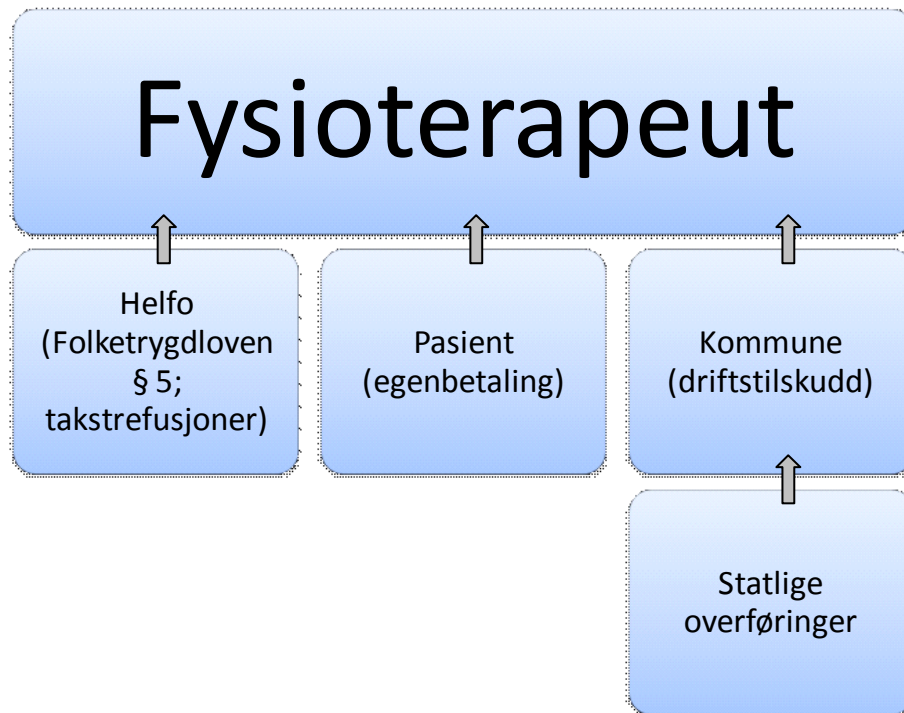 Fysioterapeut
Helfo
(Folketrygdloven
§ 5;
takstrefusjoner)
Pasient
(egenbetaling)
Kommune
(driftstilskudd)
Statlige
overføringer